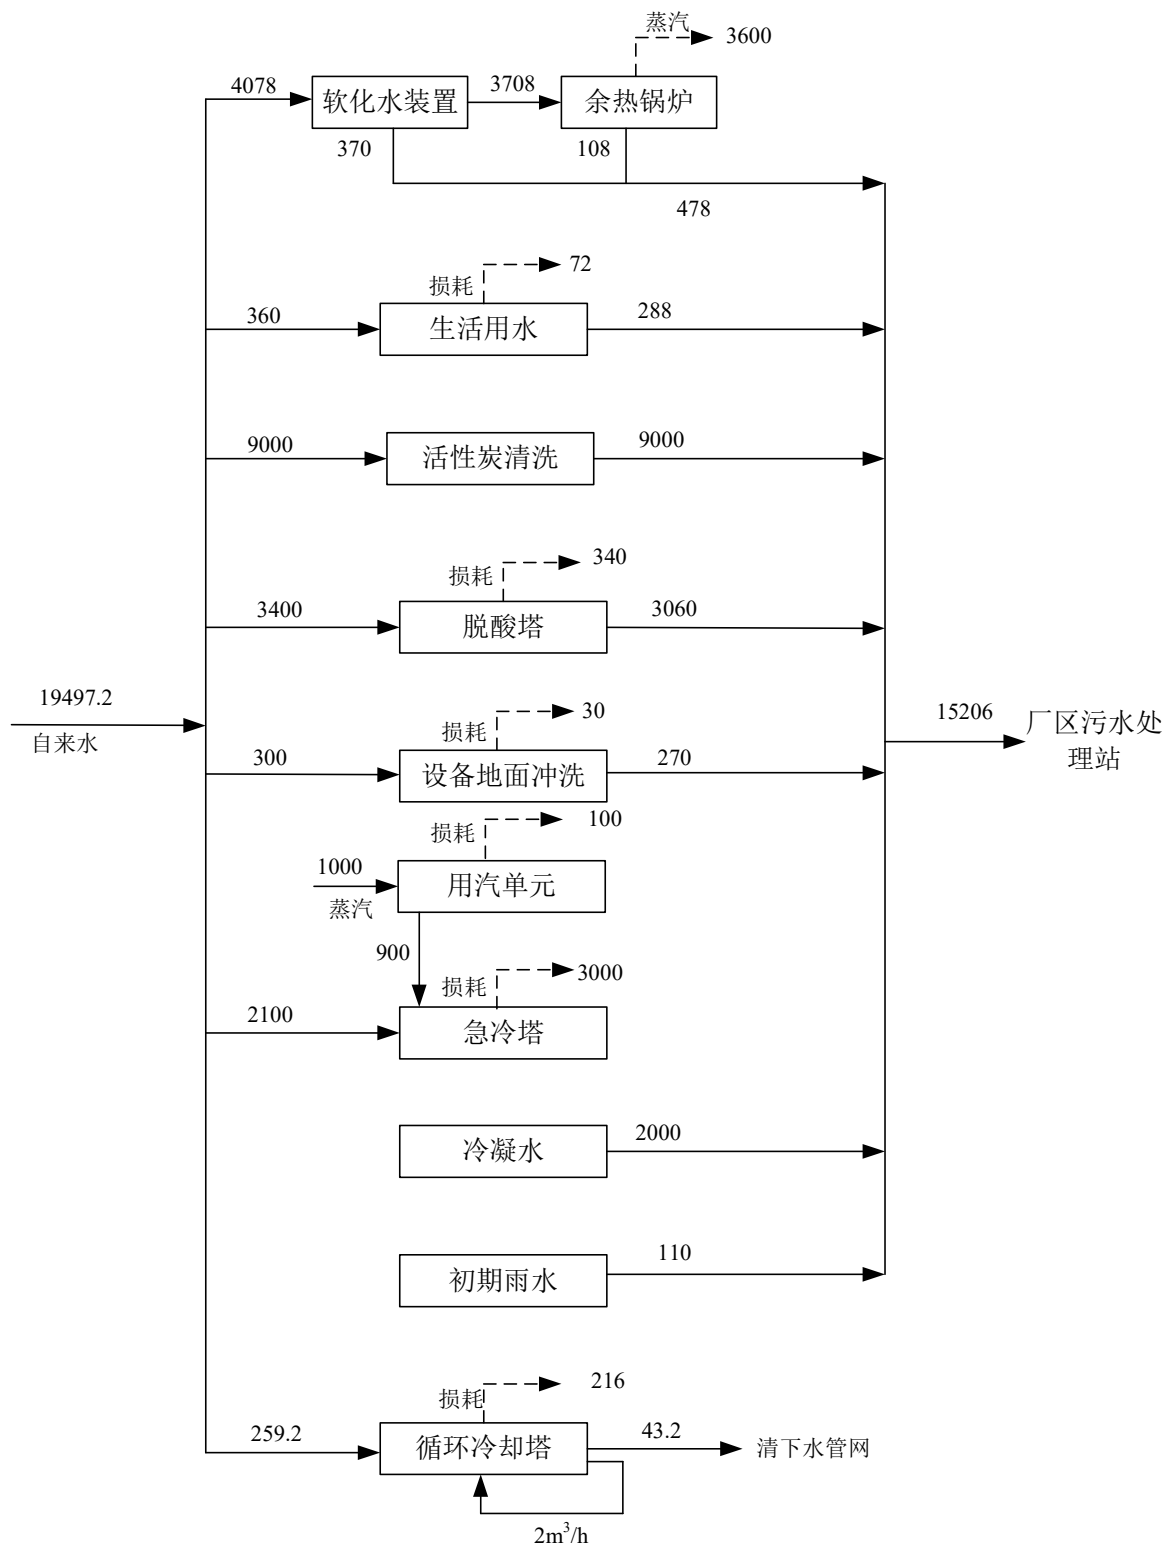 蒸汽
3600
4078
软化水装置
3708
余热锅炉
370
108
478
损耗
72
360
生活用水
288
9000
活性炭清洗
9000
损耗
340
3400
脱酸塔
3060
19497.2
自来水
损耗
30
300
设备地面冲洗
270
15206
厂区污水处
理站
损耗
100
1000
蒸汽
用汽单元
900
损耗
3000
2100
急冷塔
冷凝水
2000
初期雨水
110
损耗
216
259.2
循环冷却塔
43.2
清下水管网
2m³/h